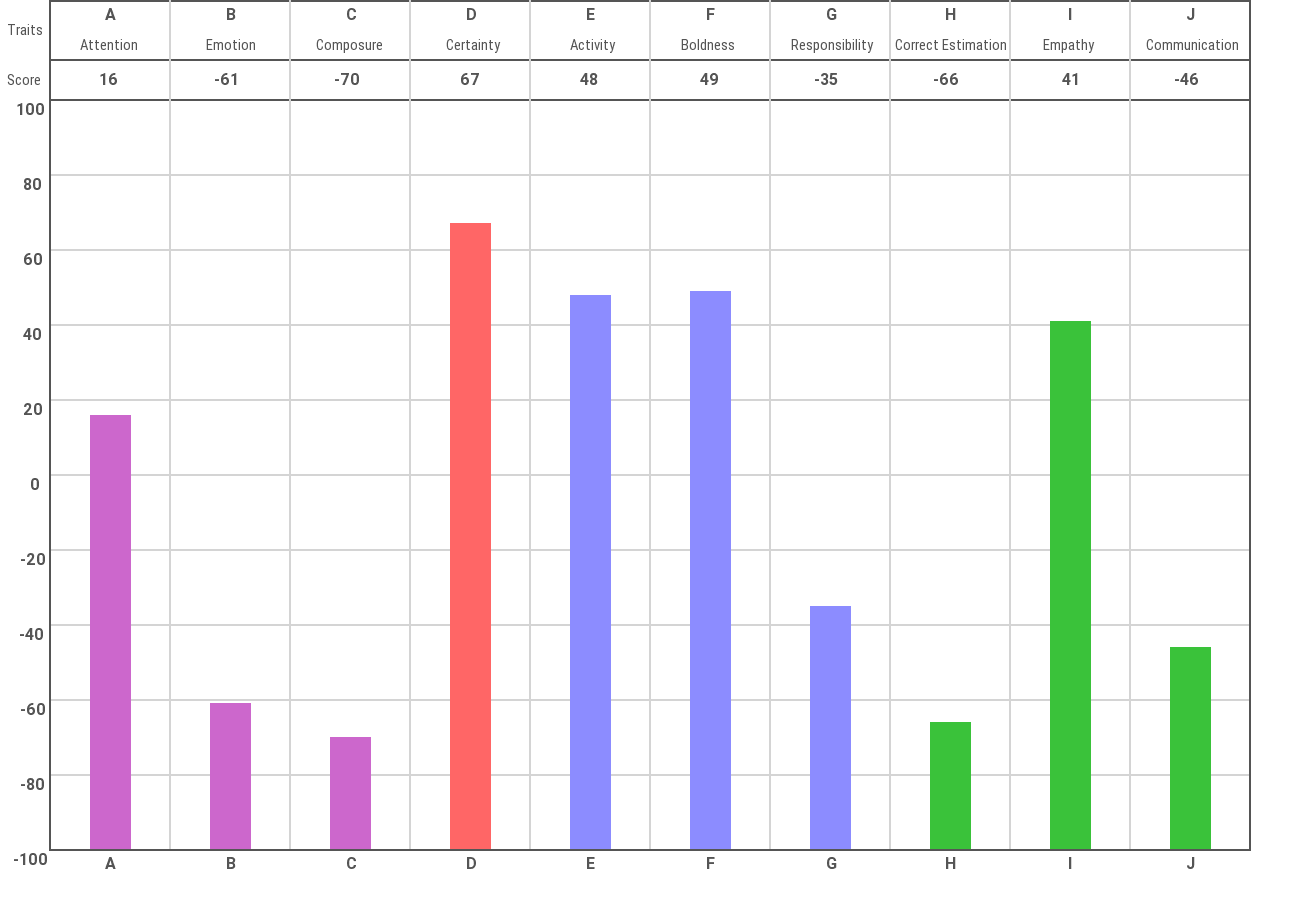 A B C D E F G H I J
Traits
Attention Emotion Composure Certainty Activity Boldness Responsibility Correct Estimation Empathy Communication
Score 16 -61 -70 67 48 49 -35 -66 41 -46
100
80
60
40
20
0
-20
-40
-60
-80
-100
A B C D E F G H I J